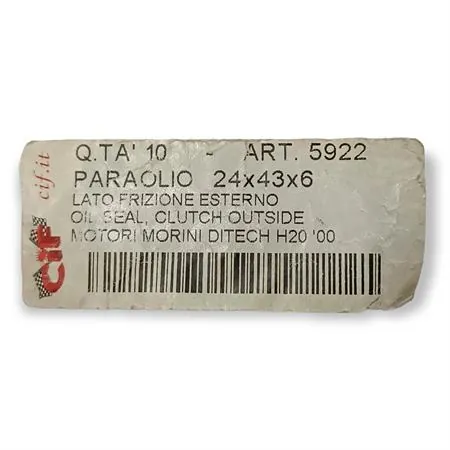 Q.TA' 10 - ART. 5922
PARAOLIO 24x43x6
LATO FRIZIONE ESTERNO
OIL SEAL, CLUTCH OUTSIDE
MOTORI MORINI DITECH H20 '00
cif.it
CIF